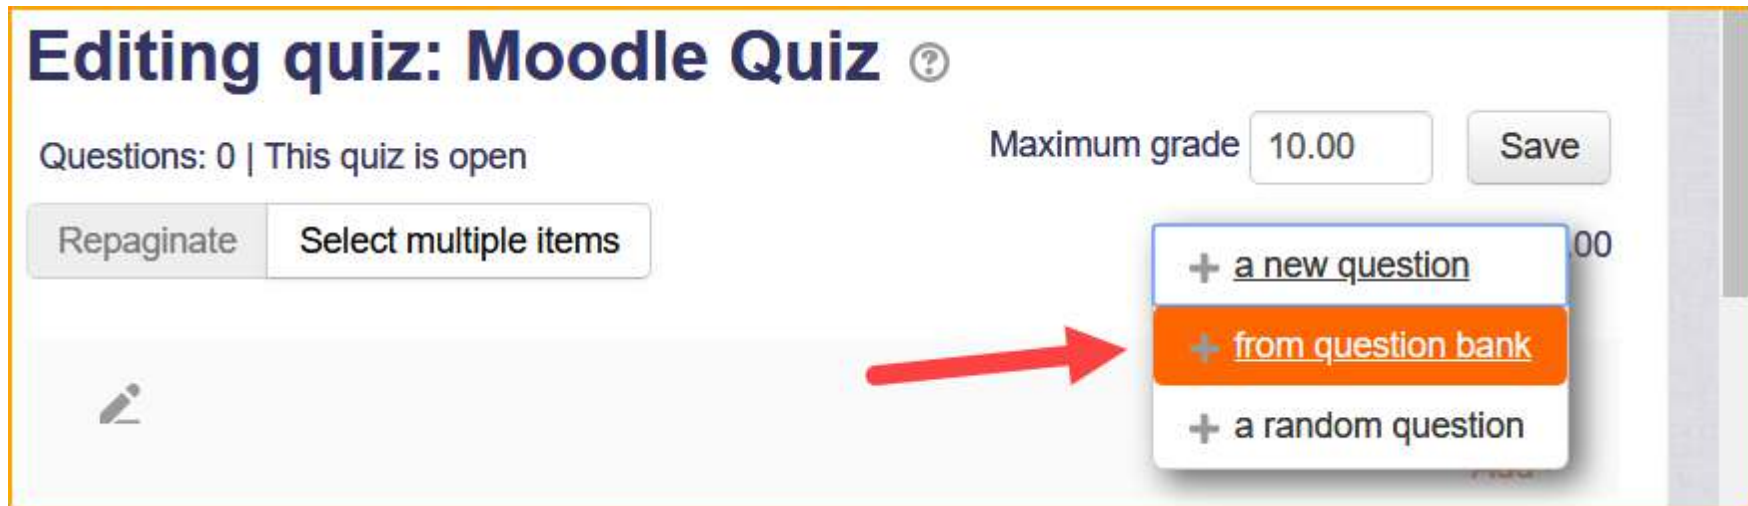 Editing quiz: Moodle Quiz
Questions: 0 | This quiz is open
Maximum grade 10.00 Save
Repaginate Select multiple items
.00
a new question
from question bank
a random question